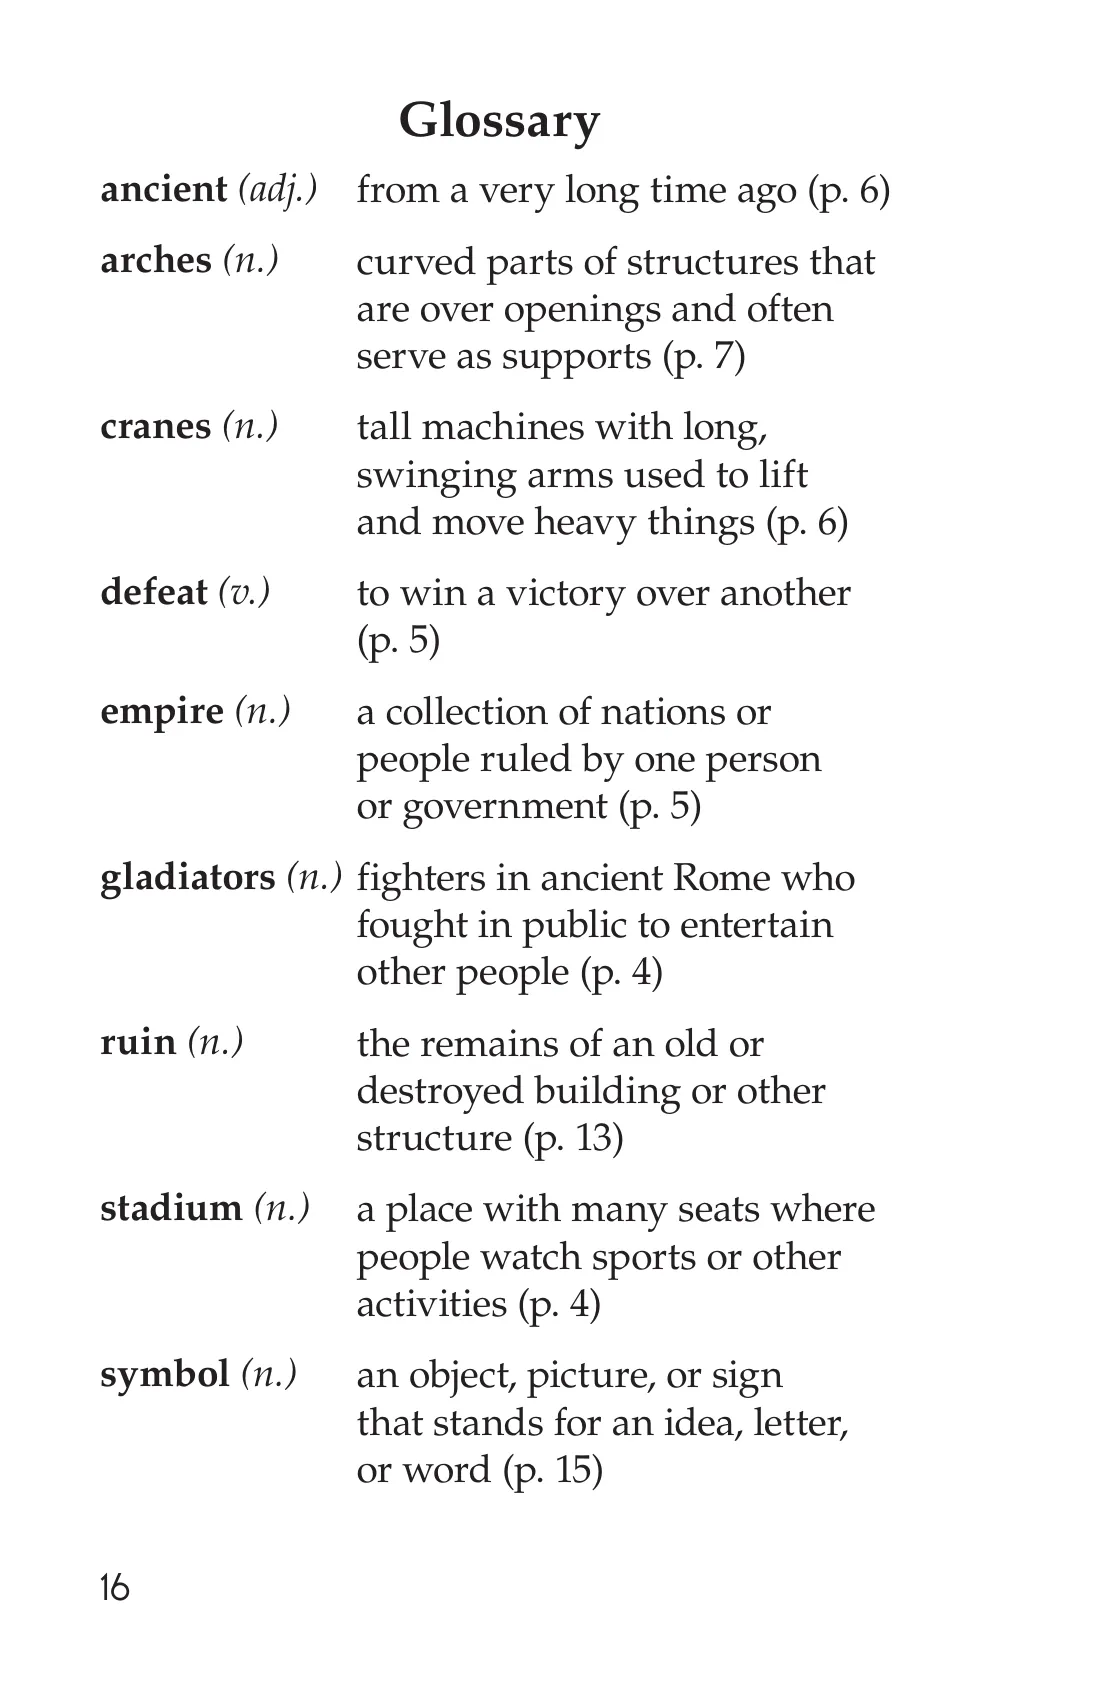 Glossary
ancient (adj.) from a very long time ago (p. 6)
arches (n.) curved parts of structures that
are over openings and often
serve as supports (p. 7)
cranes (n.) tall machines with long,
swinging arms used to lift
and move heavy things (p. 6)
defeat (v.) to win a victory over another
(p. 5)
empire (n.) a collection of nations or
people ruled by one person
or government (p. 5)
gladiators (n.) fighters in ancient Rome who
fought in public to entertain
other people (p. 4)
ruin (n.) the remains of an old or
destroyed building or other
structure (p. 13)
stadium (n.) a place with many seats where
people watch sports or other
activities (p. 4)
symbol (n.) an object, picture, or sign
that stands for an idea, letter,
or word (p. 15)
16